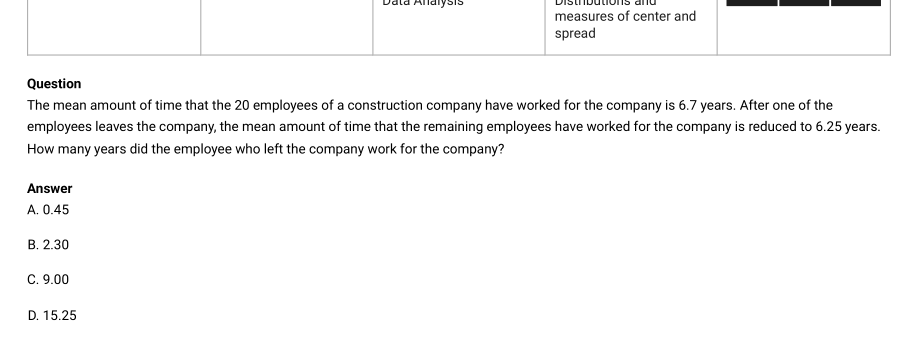 Data Analysis
Distributions and
measures of center and
spread
Question
The mean amount of time that the 20 employees of a construction company have worked for the company is 6.7 years. After one of the
employees leaves the company, the mean amount of time that the remaining employees have worked for the company is reduced to 6.25 years.
How many years did the employee who left the company work for the company?
Answer
A. 0.45
B. 2.30
C. 9.00
D. 15.25